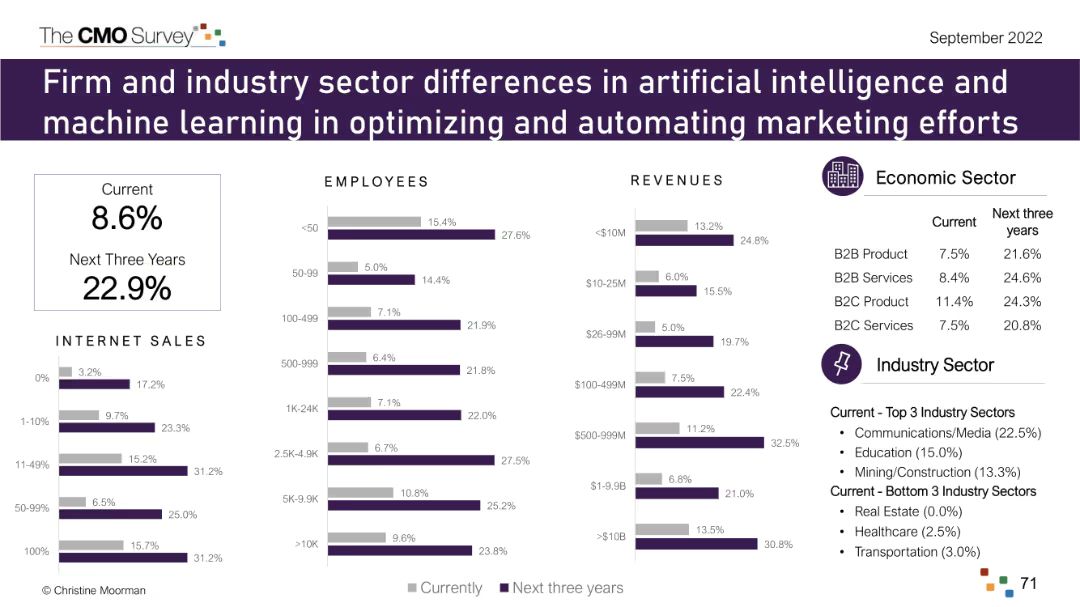 The CMO Survey
September 2022
Firm and industry sector differences in artificial intelligence and
machine learning in optimizing and automating marketing efforts
Current
8.6%
Next Three Years
22.9%
INTERNET SALES
0%
3.2%
17.2%
1-10%
9.7%
23.3%
11-49%
15.2%
31.2%
50-99%
6.5%
25.0%
100%
15.7%
31.2%
EMPLOYEES
<50
15.4%
27.6%
50-99
5.0%
14.4%
100-499
7.1%
21.9%
500-999
6.4%
21.8%
1K-24K
7.1%
22.0%
2.5K-4.9K
6.7%
27.5%
5K-9.9K
10.8%
25.2%
>10K
9.6%
23.8%
REVENUES
<$10M
13.2%
24.8%
$10-25M
6.0%
15.5%
$26-99M
5.0%
19.7%
$100-499M
7.5%
22.4%
$500-999M
11.2%
32.5%
$1-9.9B
6.8%
21.0%
>$10B
13.5%
30.8%
Economic Sector
Current Next three
years
B2B Product 7.5% 21.6%
B2B Services 8.4% 24.6%
B2C Product 11.4% 24.3%
B2C Services 7.5% 20.8%
Industry Sector
Current - Top 3 Industry Sectors
• Communications/Media (22.5%)
• Education (15.0%)
• Mining/Construction (13.3%)
Current - Bottom 3 Industry Sectors
• Real Estate (0.0%)
• Healthcare (2.5%)
• Transportation (3.0%)
© Christine Moorman
Currently Next three years
71